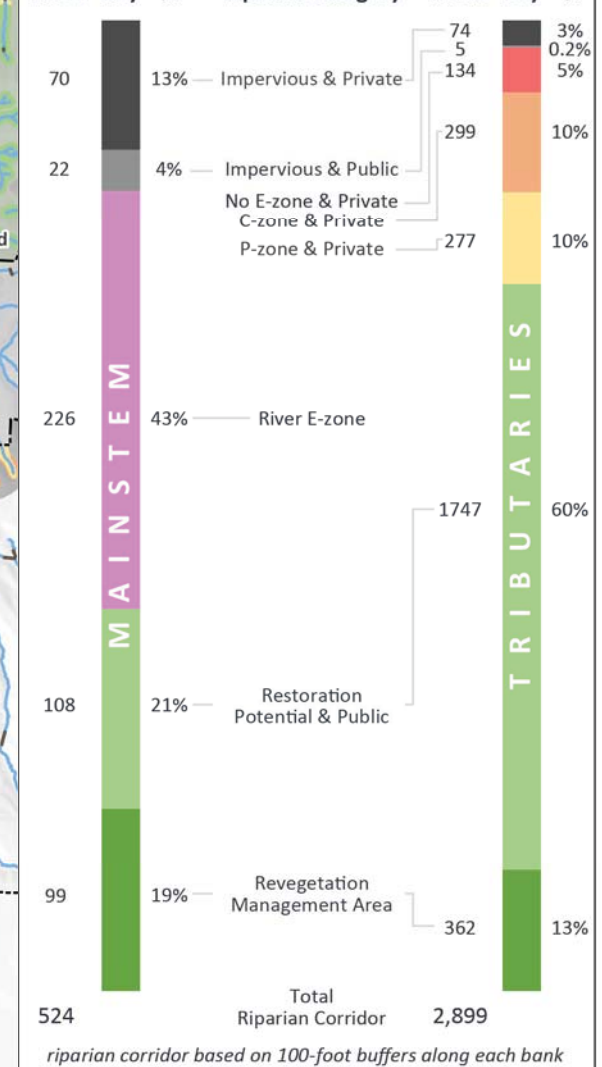 74 3%
5 0.2%
70 13% Impervious & Private 134 5%
299 10%
22 4% Impervious & Public
No E-zone & Private
C-zone & Private
P-zone & Private 277 10%
226 43% River E-zone
MAINSTEM
TRIBUTARIES
1747 60%
108 21% Restoration
Potential & Public
99 19% Revegetation
Management Area
362 13%
Total
524 Riparian Corridor 2,899
riparian corridor based on 100-foot buffers along each bank